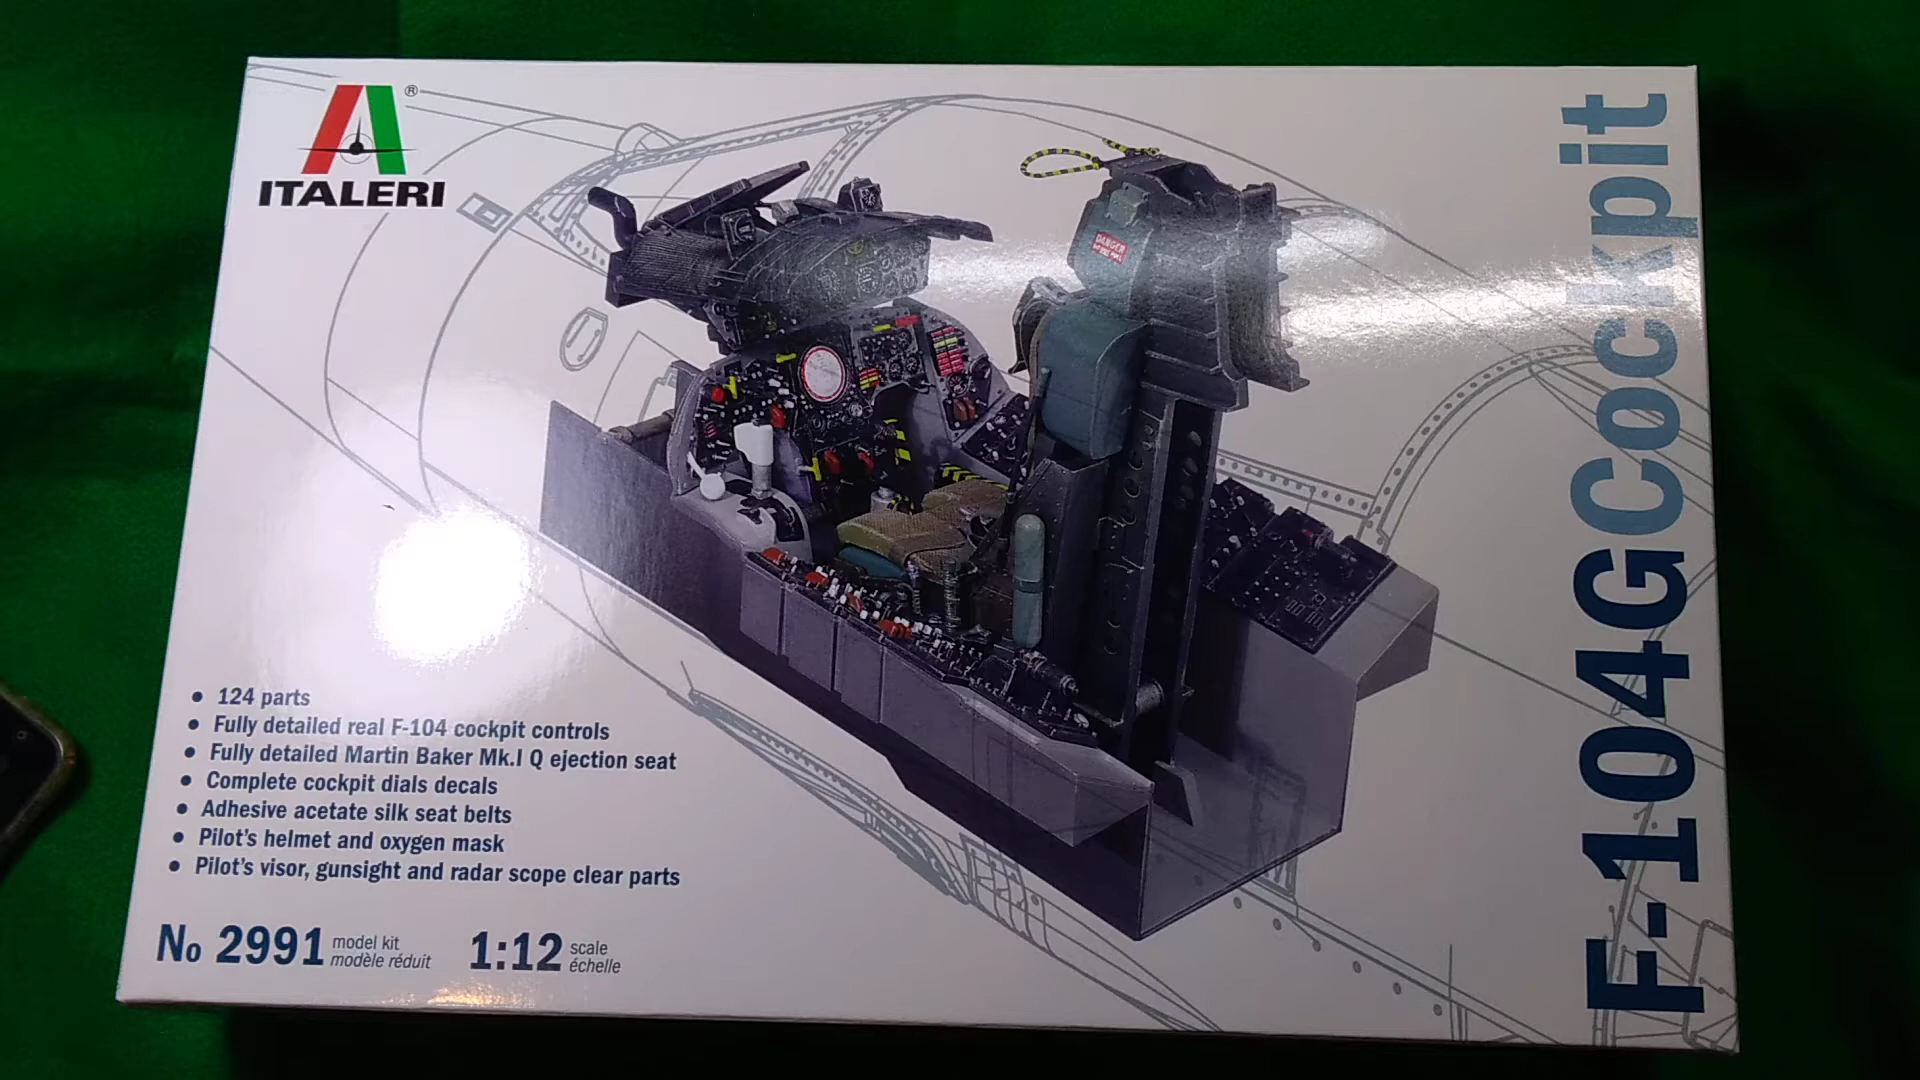 ®
ITALERI
F-104G Cockpit
DANGER
• 124 parts
• Fully detailed real F-104 cockpit controls
• Fully detailed Martin Baker Mk.I Q ejection seat
• Complete cockpit dials decals
• Adhesive acetate silk seat belts
• Pilot's helmet and oxygen mask
• Pilot's visor, gunsight and radar scope clear parts
No 2991 model kit
modèle réduit
1:12 scale
échelle